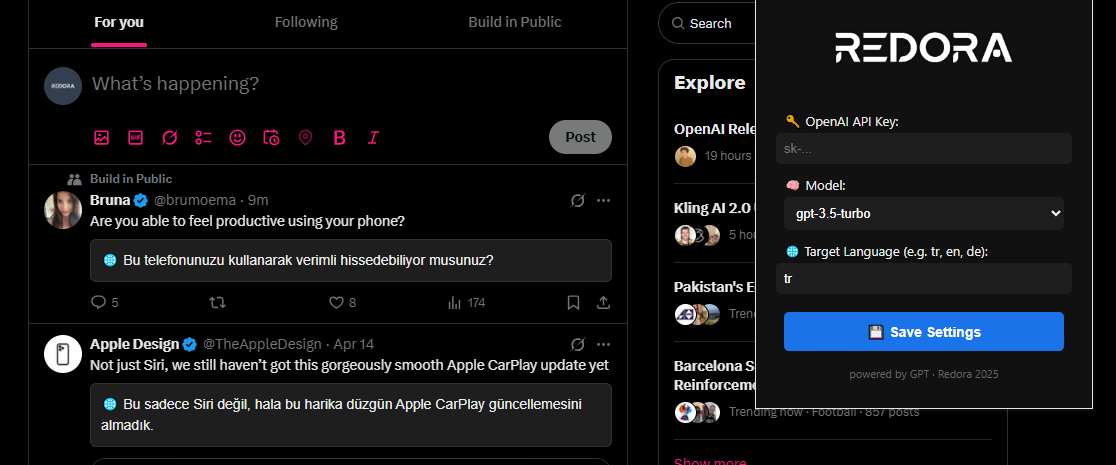 For you
Following
Build in Public
What's happening?
GIF
B
I
Post
Build in Public
Bruna @brumoema · 9m
Are you able to feel productive using your phone?
Bu telefonunuzu kullanarak verimli hissedebiliyor musunuz?
5
8
174
Apple Design @TheAppleDesign · Apr 14
Not just Siri, we still haven't got this gorgeously smooth Apple CarPlay update yet
Bu sadece Siri değil, hala bu harika düzgün Apple CarPlay güncellemesini
almadık.
Search
Explore
OpenAI Rele
19 hours
Kling AI 2.0
5 hou
Pakistan's E
Trend
Barcelona S
Reinforceme
Trending now · Football · 857 posts
Show more
REDORA
OpenAI API Key:
sk-...
Model:
gpt-3.5-turbo
Target Language (e.g. tr, en, de):
tr
Save Settings
powered by GPT · Redora 2025